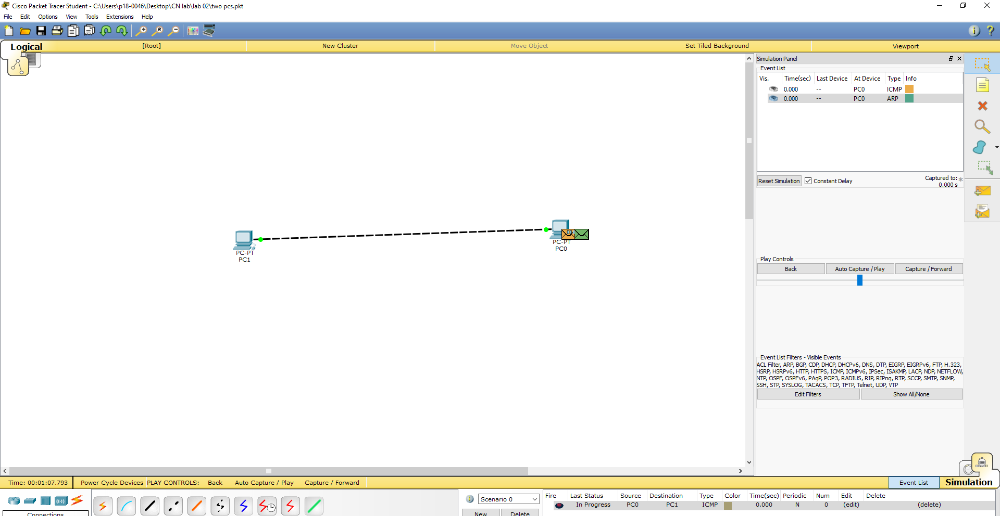 Cisco Packet Tracer Student - C:\Users\p18-0046\Desktop\CN lab\lab 02\two pcs.pkt
File Edit Options View Tools Extensions Help
Logical [Root] New Cluster Move Object Set Tiled Background Viewport
Simulation Panel
Event List
Vis. Time(sec) Last Device At Device Type Info
0.000 -- PC0 ICMP
0.000 -- PC0 ARP
Reset Simulation Constant Delay Captured to: *
0.000 s
PC-PT
PC1
PC-PT
PC0
Play Controls
Back Auto Capture / Play Capture / Forward
Event List Filters - Visible Events
ACL Filter, ARP, BGP, CDP, DHCP, DHCPv6, DNS, DTP, EIGRP, EIGRPv6, FTP, H.323,
HSRP, HSRPv6, HTTP, HTTPS, ICMP, ICMPv6, IPSec, ISAKMP, LACP, NDP, NETFLOW,
NTP, OSPF, OSPFv6, PAgP, POP3, RADIUS, RIP, RIPng, RTP, SCCP, SMTP, SNMP,
SSH, STP, SYSLOG, TACACS, TCP, TFTP, Telnet, UDP, VTP
Edit Filters Show All/None
Time: 00:01:07.793 Power Cycle Devices PLAY CONTROLS: Back Auto Capture / Play Capture / Forward Event List Simulation
Scenario 0
New Delete
Fire Last Status Source Destination Type Color Time(sec) Periodic Num Edit Delete
In Progress PC0 PC1 ICMP 0.000 N 0 (edit) (delete)
Connections